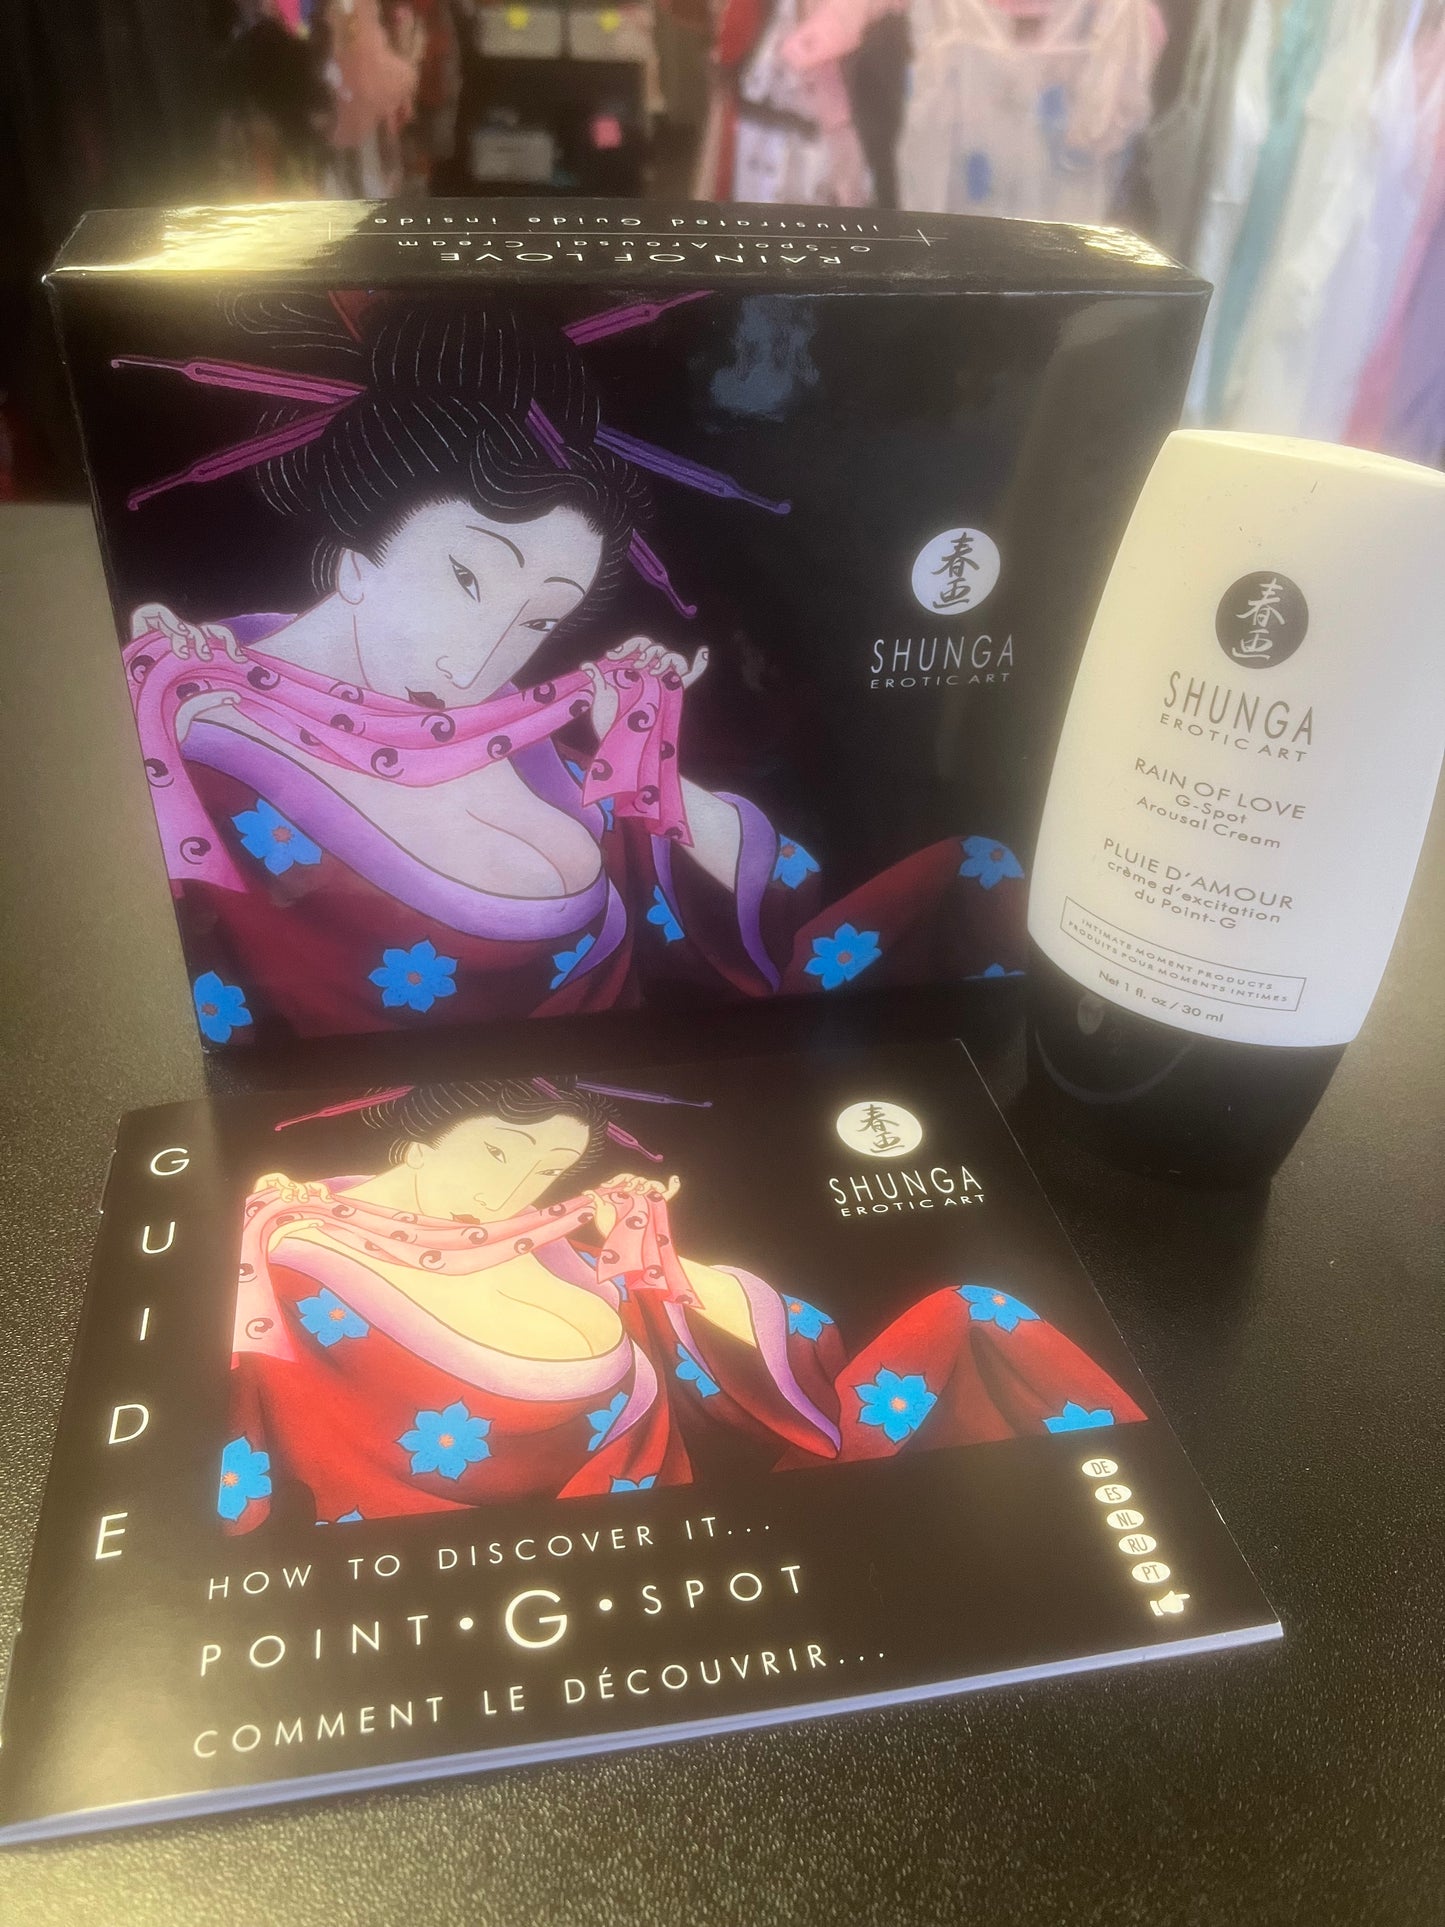 RAIN OF LOVE
G-Spot Arousal Cream
illustrated Guide Inside
春画
SHUNGA
EROTIC ART
春画
SHUNGA
EROTIC ART
RAIN OF LOVE
G-Spot
Arousal Cream
PLUIE D'AMOUR
crème d'excitation
du Point-G
INTIMATE MOMENT PRODUCTS
PRODUITS POUR MOMENTS INTIMES
Net 1 fl. oz / 30 ml
GUIDE
春画
SHUNGA
EROTIC ART
DE
ES
NL
RU
PT
HOW TO DISCOVER IT...
POINT•G•SPOT
COMMENT LE DÉCOUVRIR...